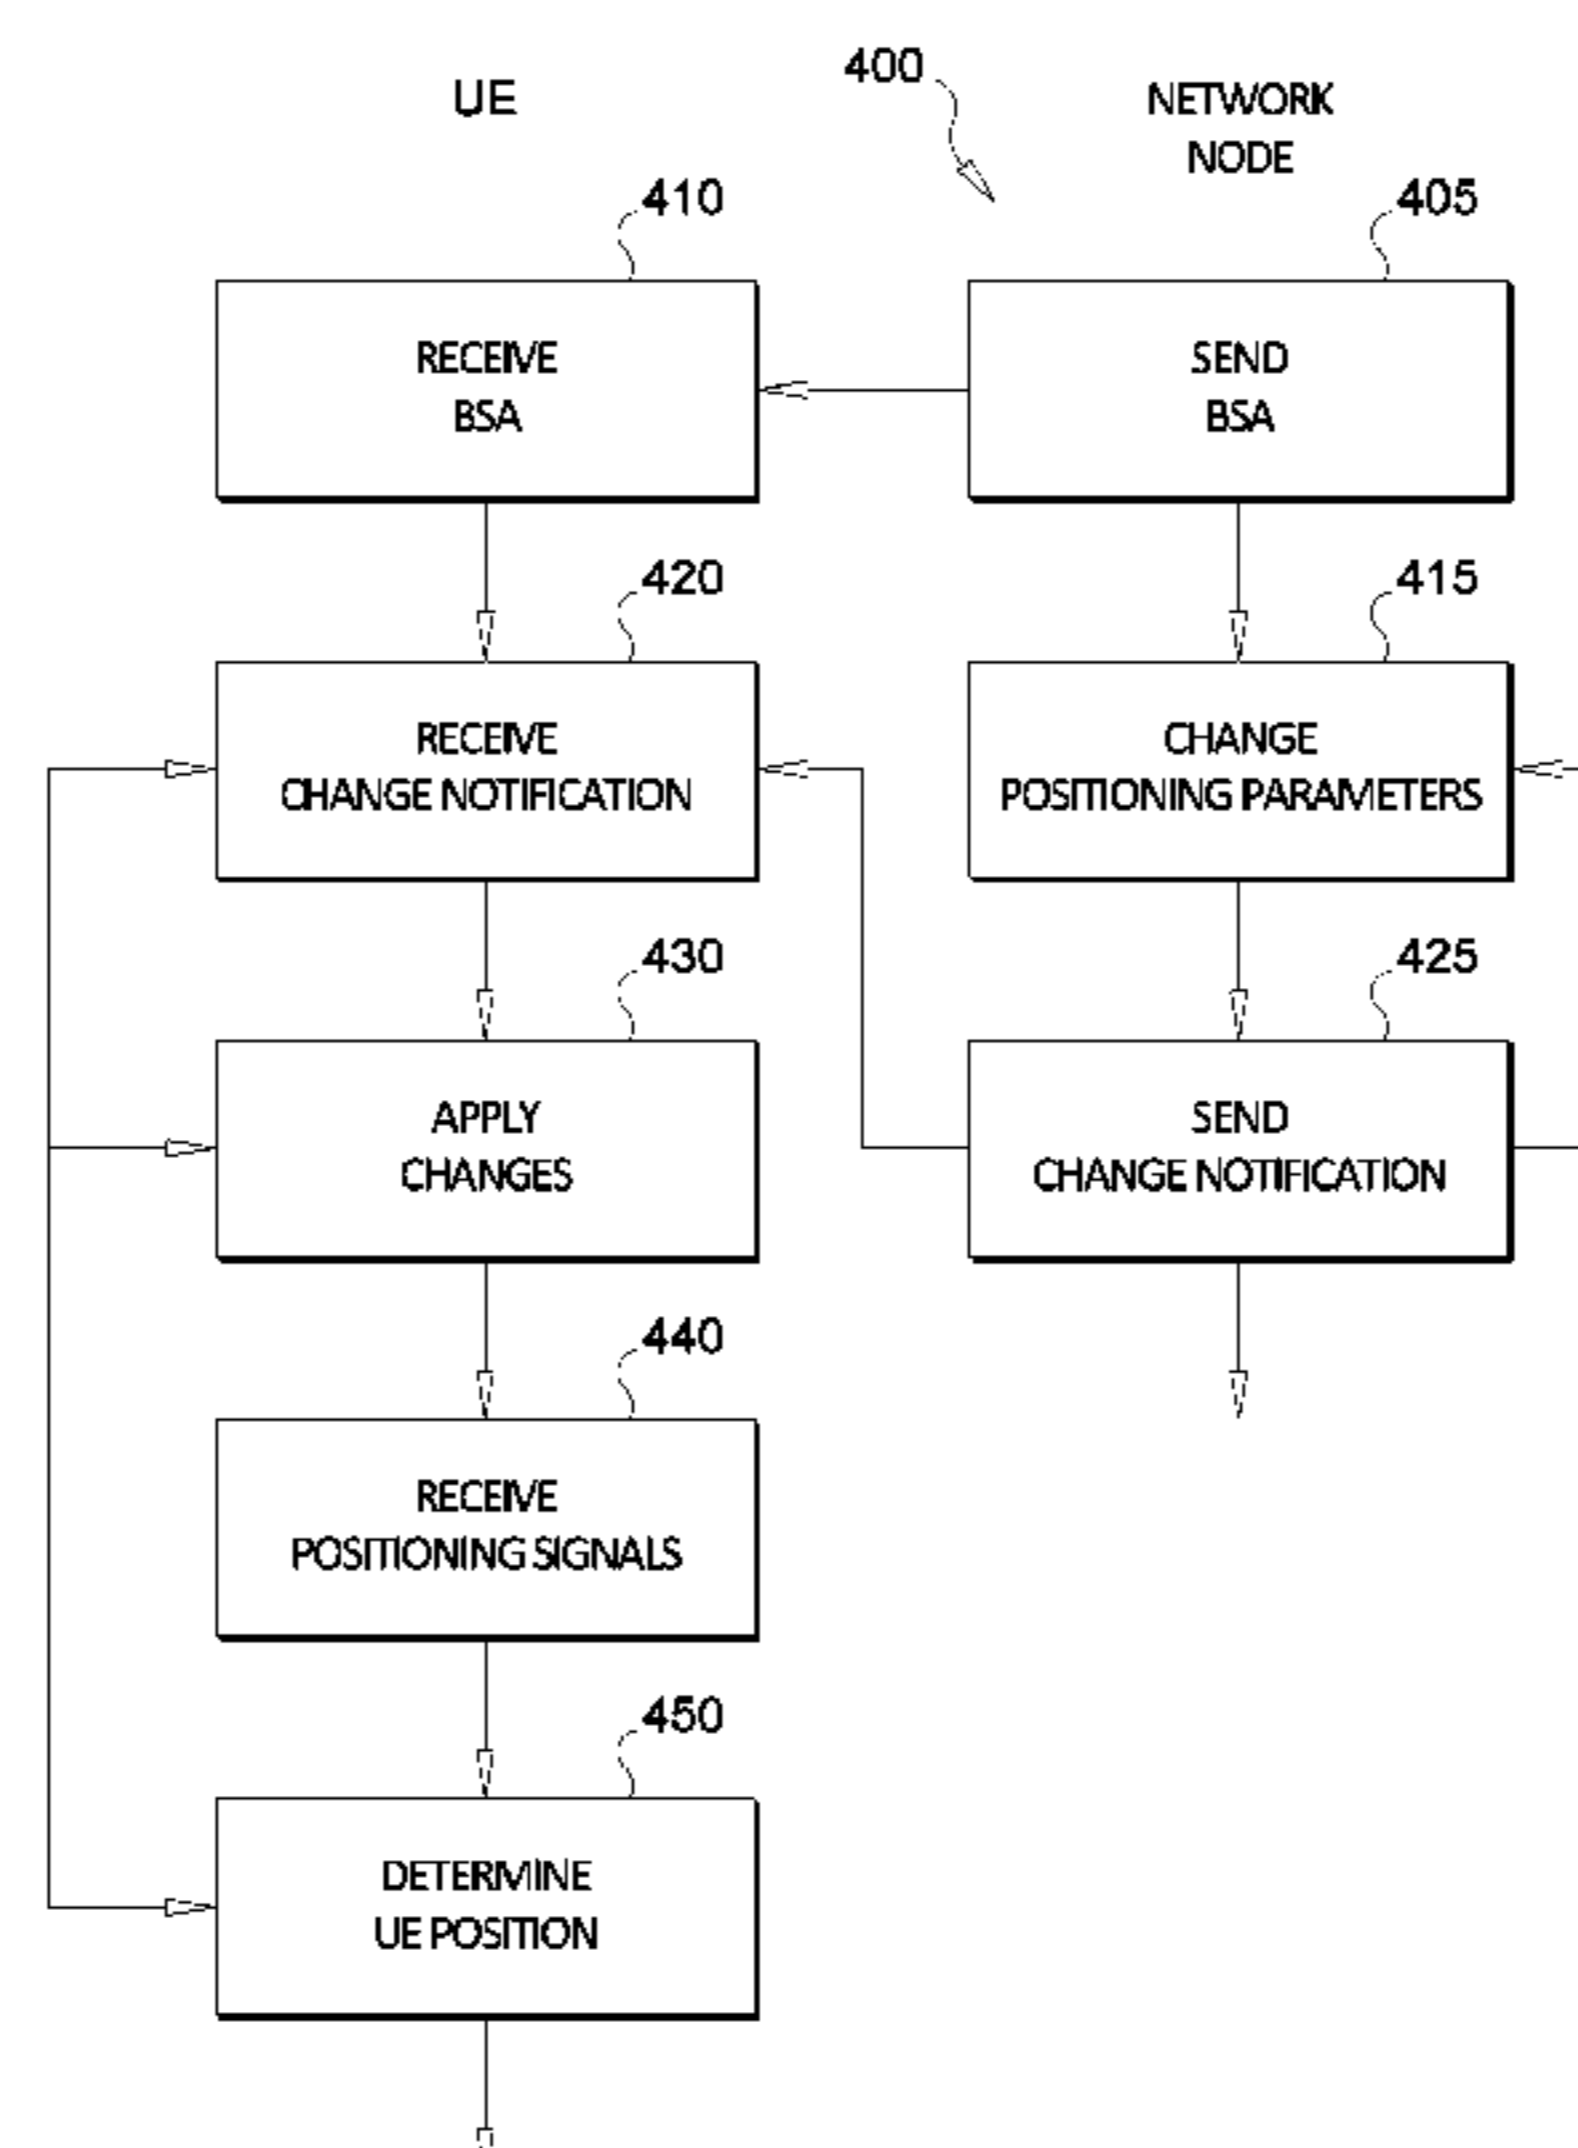 400
UE
NETWORK
NODE
410
405
RECEIVE
BSA
SEND
BSA
420
415
RECEIVE
CHANGE NOTIFICATION
CHANGE
POSITIONING PARAMETERS
430
425
APPLY
CHANGES
SEND
CHANGE NOTIFICATION
440
RECEIVE
POSITIONING SIGNALS
450
DETERMINE
UE POSITION